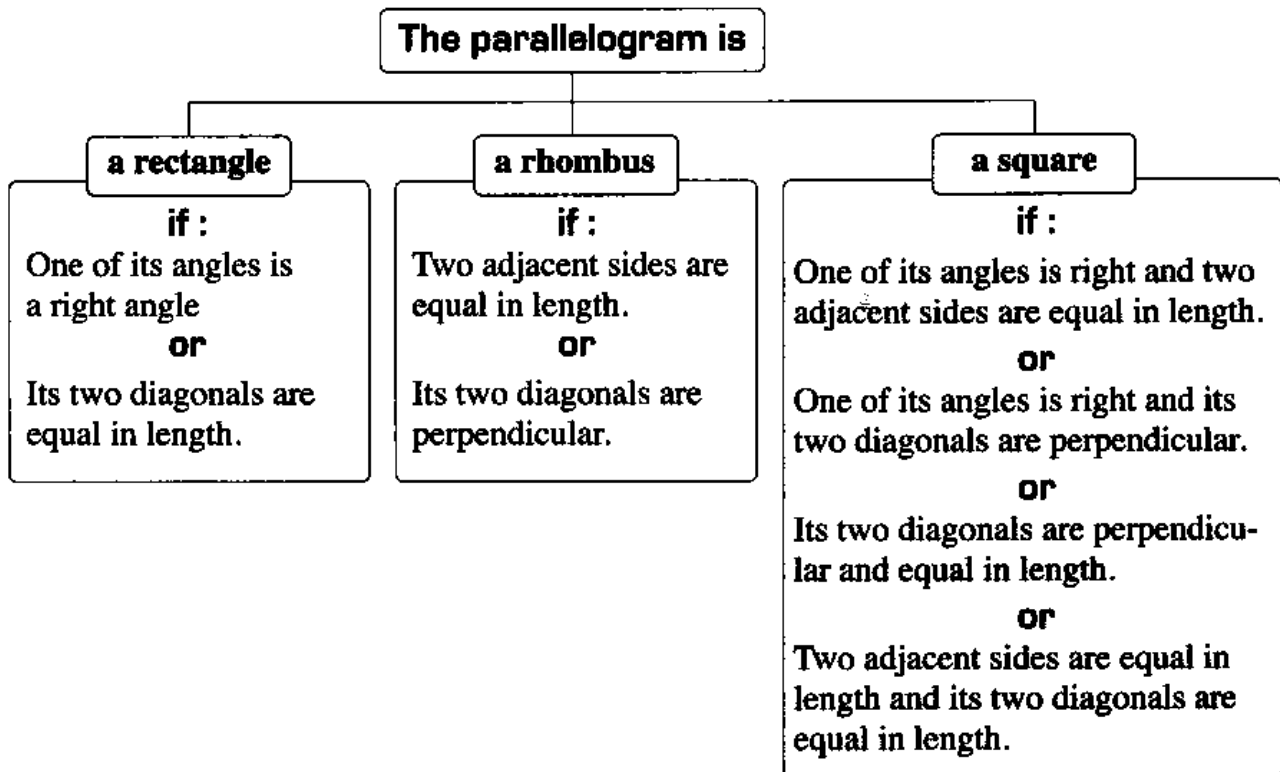 The parallelogram is
a rectangle
if :
One of its angles is
a right angle
or
Its two diagonals are
equal in length.
a rhombus
if :
Two adjacent sides are
equal in length.
or
Its two diagonals are
perpendicular.
a square
if :
One of its angles is right and two
adjacent sides are equal in length.
or
One of its angles is right and its
two diagonals are perpendicular.
or
Its two diagonals are perpendicu-
lar and equal in length.
or
Two adjacent sides are equal in
length and its two diagonals are
equal in length.